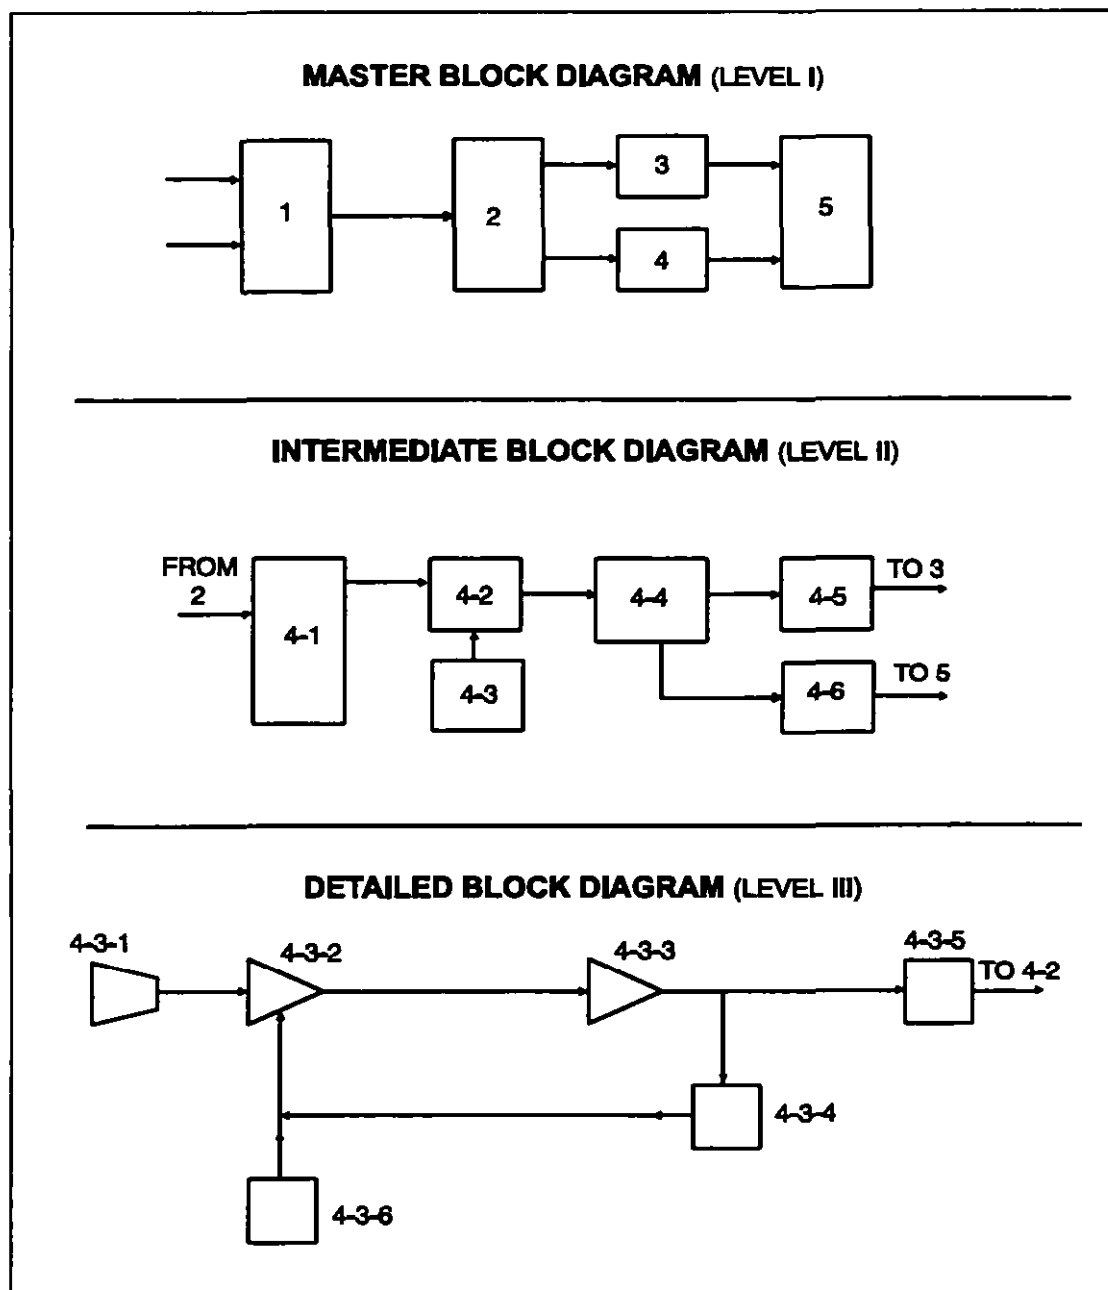 MASTER BLOCK DIAGRAM (LEVEL I)
1
2
3
4
5
INTERMEDIATE BLOCK DIAGRAM (LEVEL II)
FROM
2
4-1
4-2
4-3
4-4
4-5
TO 3
4-6
TO 5
DETAILED BLOCK DIAGRAM (LEVEL III)
4-3-1
4-3-2
4-3-3
4-3-5
TO 4-2
4-3-4
4-3-6